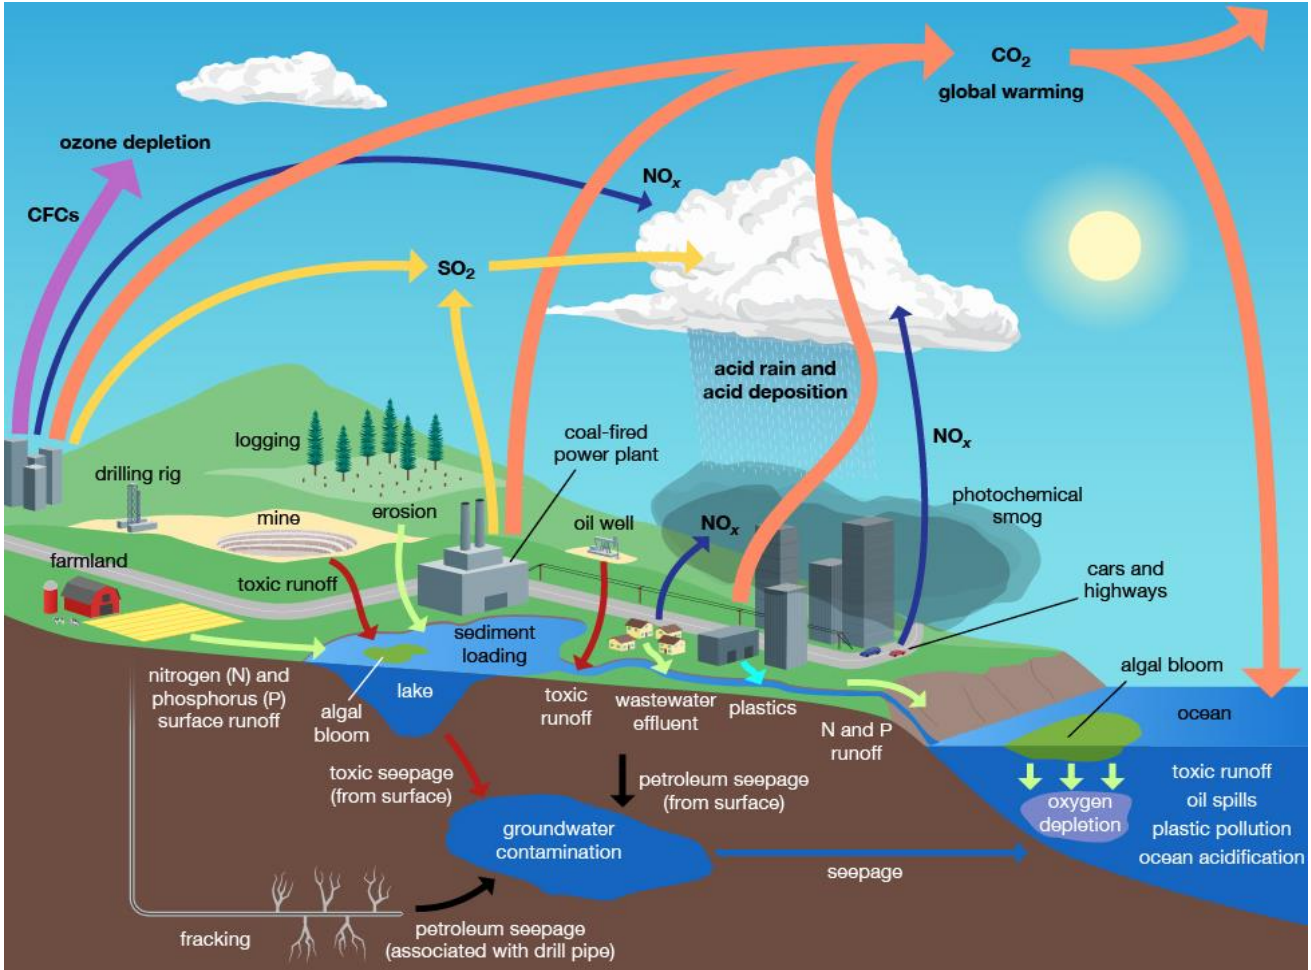 CO₂
global warming
ozone depletion
NOₓ
CFCs
SO₂
acid rain and
acid deposition
logging
coal-fired
power plant
NOₓ
drilling rig
photochemical
smog
mine
erosion
oil well
NOₓ
farmland
toxic runoff
cars and
highways
sediment
loading
algal bloom
nitrogen (N) and
phosphorus (P)
surface runoff
algal
bloom
lake
toxic
runoff
wastewater
effluent
plastics
N and P
runoff
ocean
toxic seepage
(from surface)
petroleum seepage
(from surface)
oxygen
depletion
toxic runoff
oil spills
plastic pollution
ocean acidification
groundwater
contamination
seepage
fracking
petroleum seepage
(associated with drill pipe)